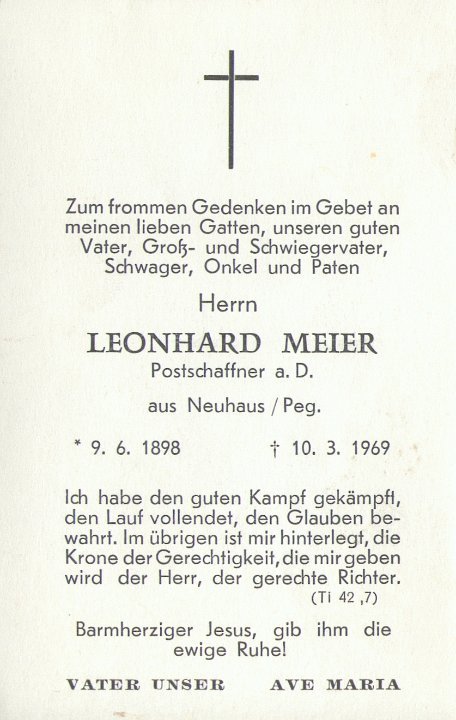 Zum frommen Gedenken im Gebet an
meinen lieben Gatten, unseren guten
Vater, Groß- und Schwiegervater,
Schwager, Onkel und Paten
Herrn
LEONHARD MEIER
Postschaffner a. D.
aus Neuhaus / Peg.
* 9. 6. 1898 † 10. 3. 1969
Ich habe den guten Kampf gekämpft,
den Lauf vollendet, den Glauben be-
wahrt. Im übrigen ist mir hinterlegt, die
Krone der Gerechtigkeit, die mir geben
wird der Herr, der gerechte Richter.
(Ti 42 ,7)
Barmherziger Jesus, gib ihm die
ewige Ruhe!
VATER UNSER AVE MARIA